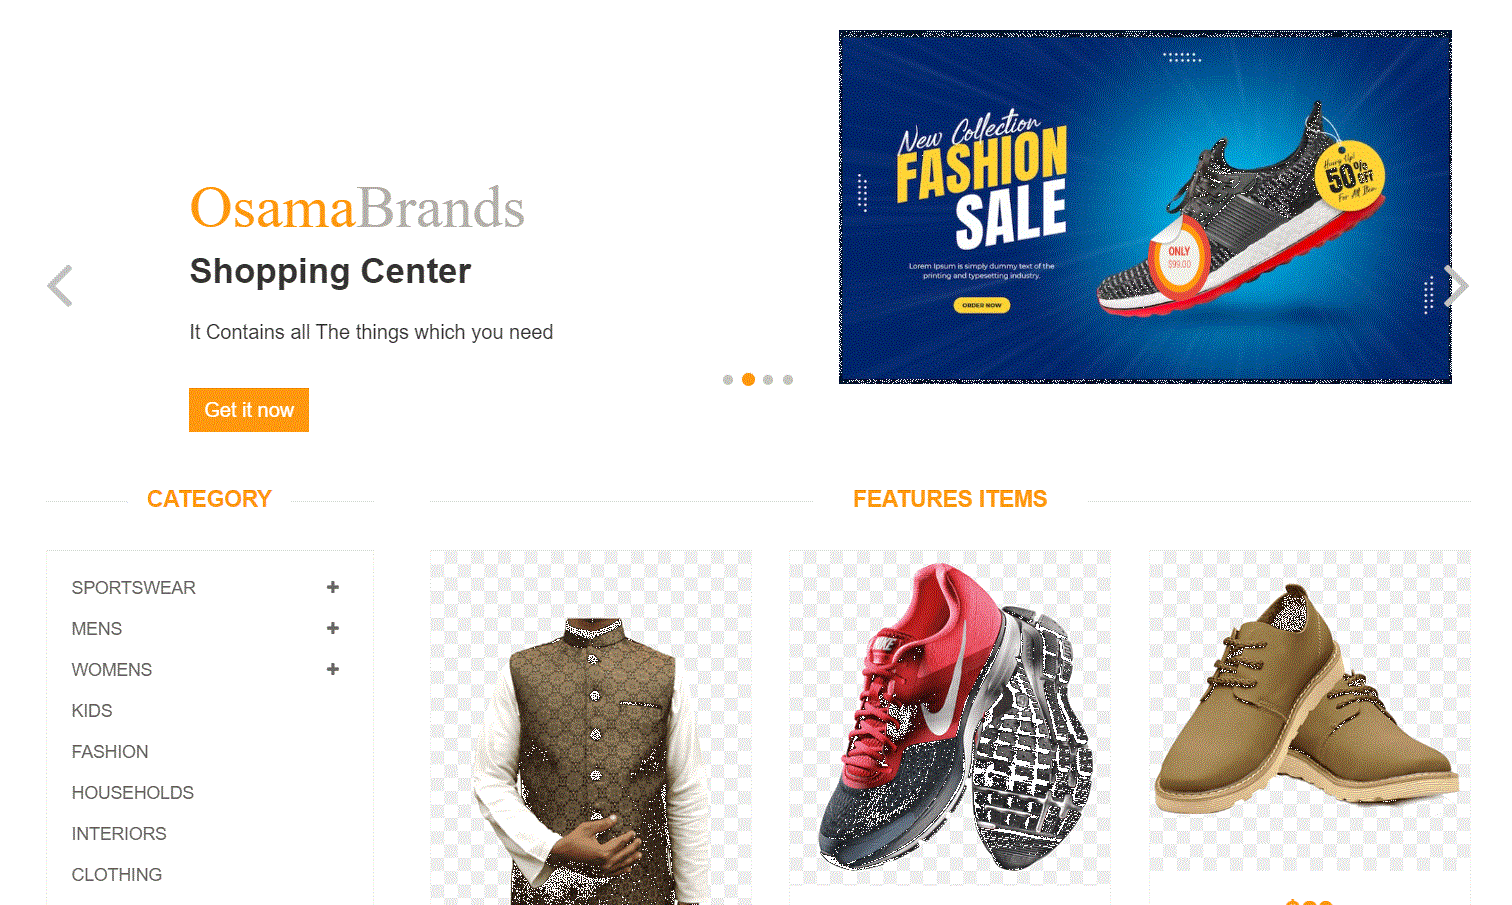 OsamaBrands
Shopping Center
It Contains all The things which you need
Get it now
New Collection
FASHION
SALE
Lorem Ipsum is simply dummy text of the
printing and typesetting industry.
ORDER NOW
ONLY
$99.00
Hurry Up!
50% OFF
For All Item
CATEGORY
SPORTSWEAR
MENS
WOMENS
KIDS
FASHION
HOUSEHOLDS
INTERIORS
CLOTHING
FEATURES ITEMS
NIKE